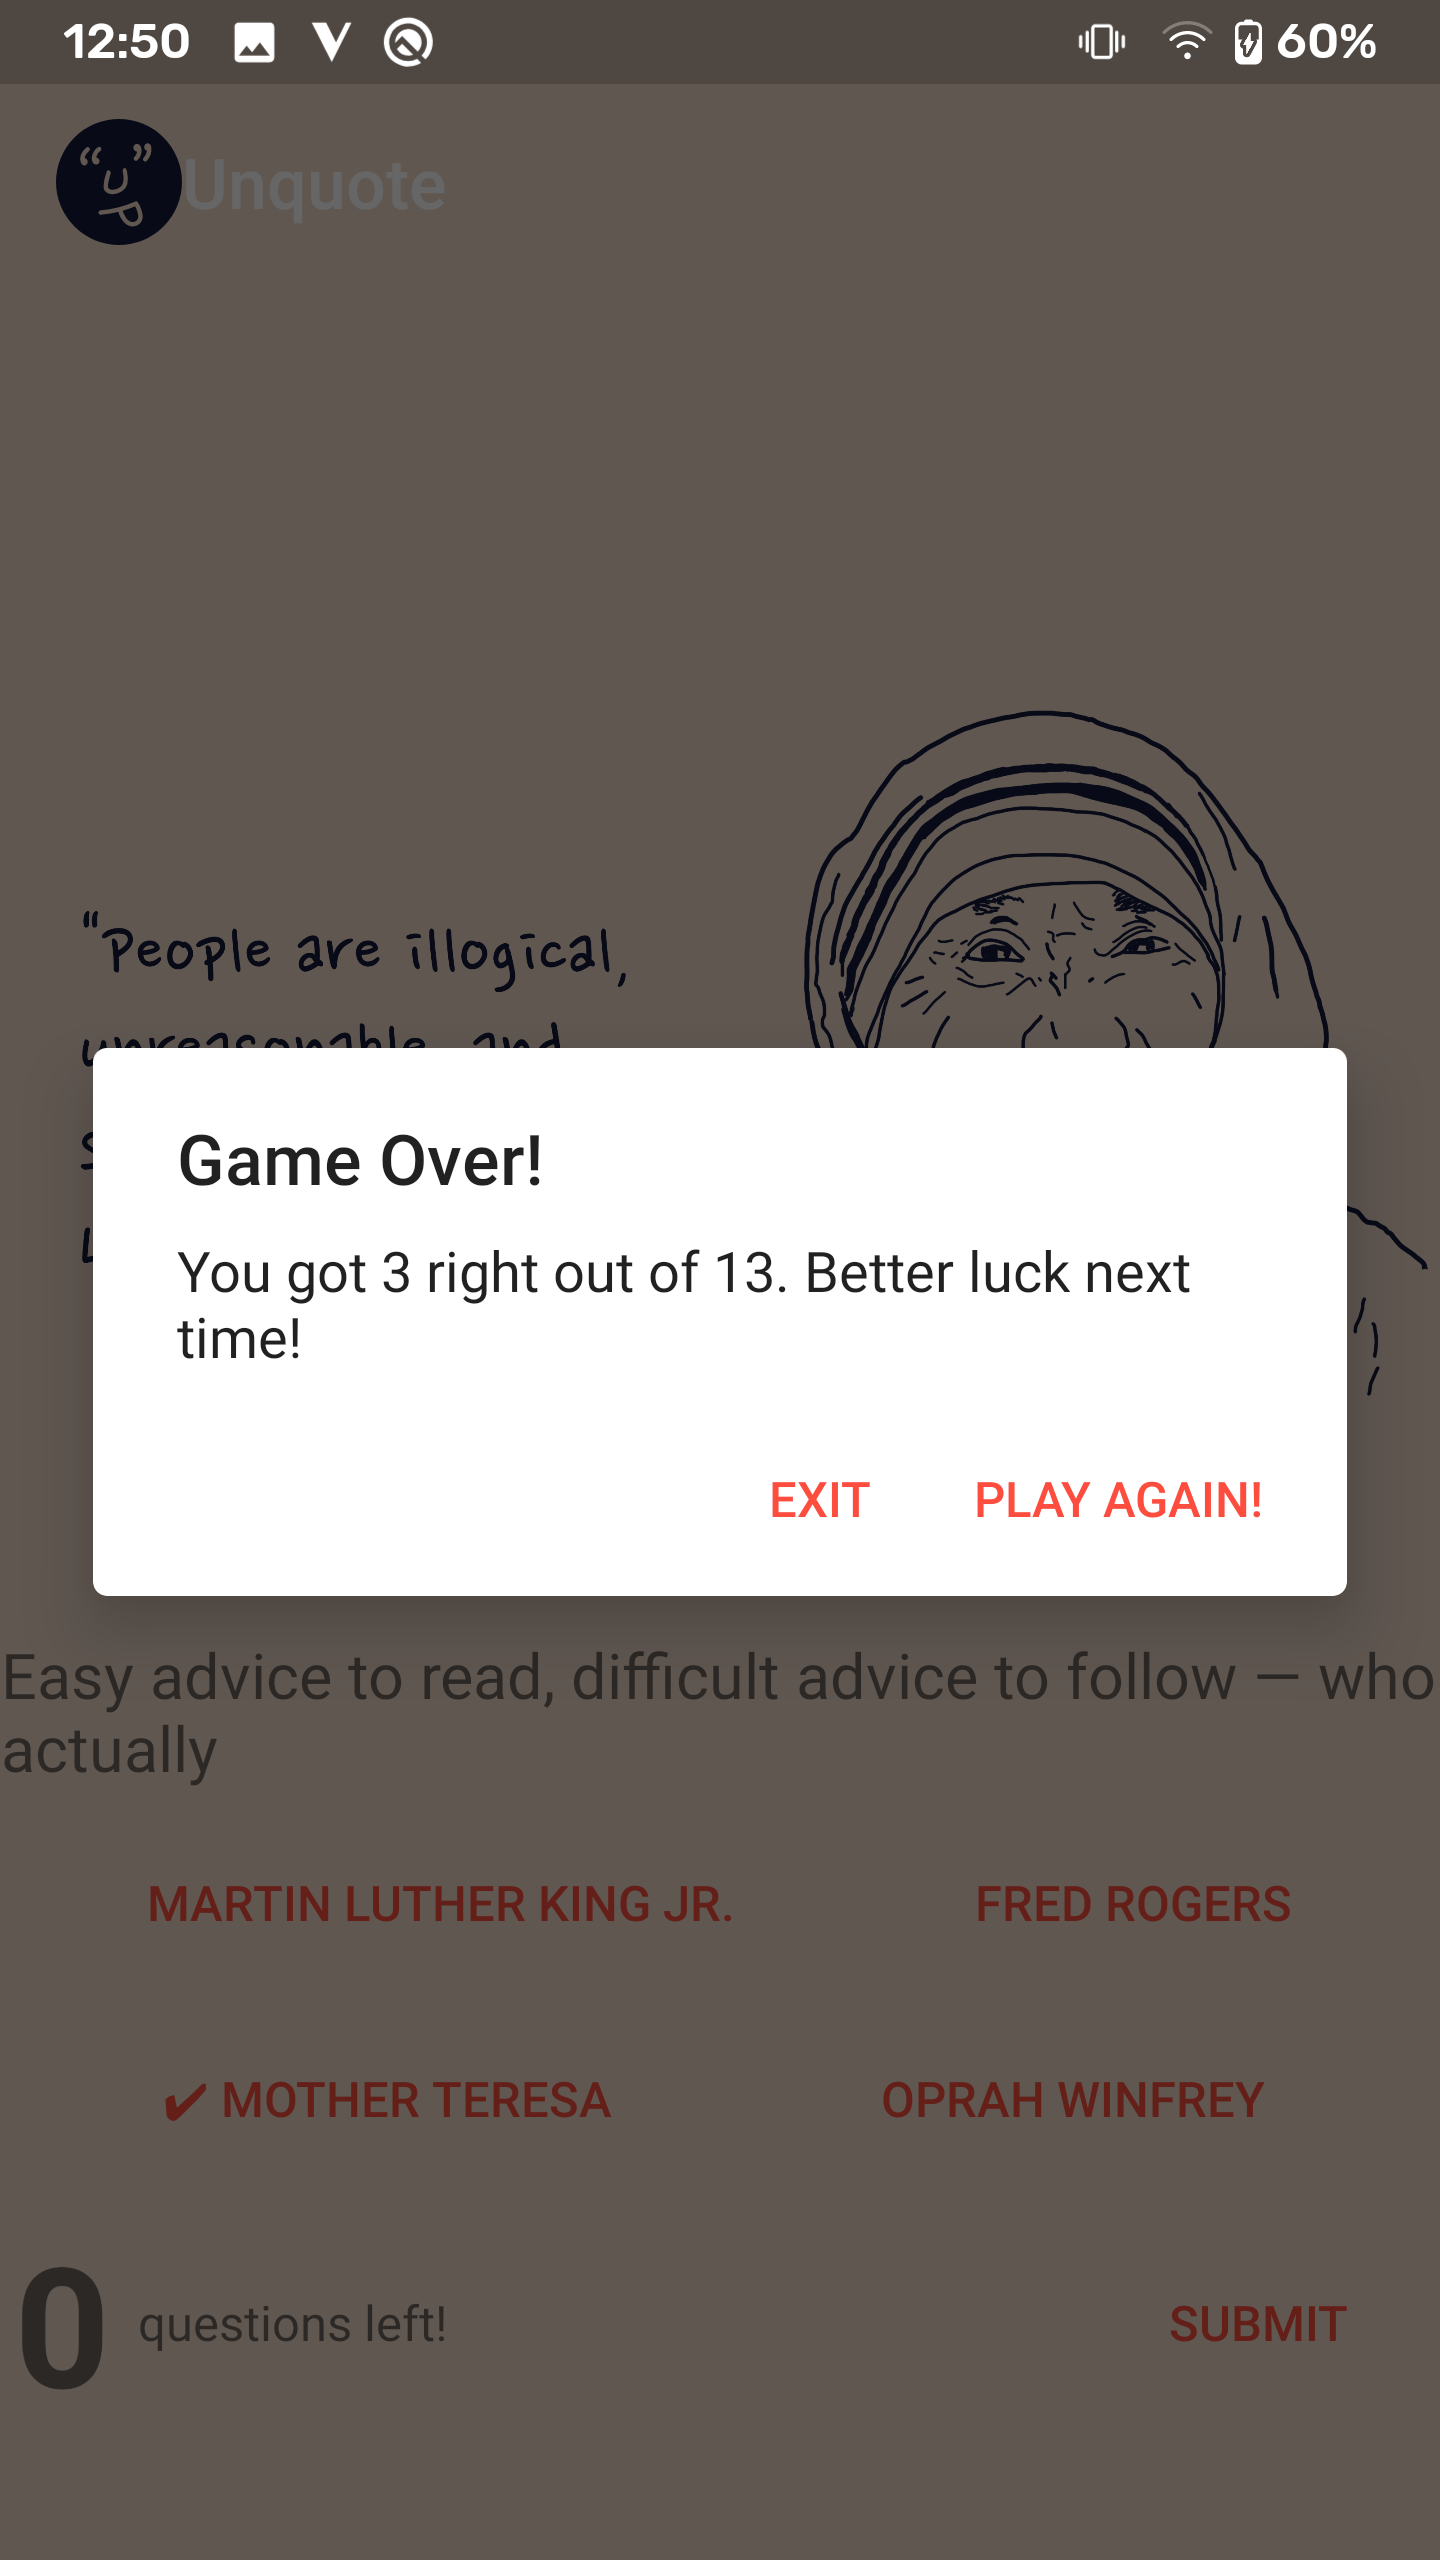 12:50
60%
Unquote
"People are illogical,
unreasonable, and
Game Over!
You got 3 right out of 13. Better luck next
time!
EXIT PLAY AGAIN!
Easy advice to read, difficult advice to follow — who
actually
MARTIN LUTHER KING JR. FRED ROGERS
✔ MOTHER TERESA OPRAH WINFREY
0 questions left! SUBMIT